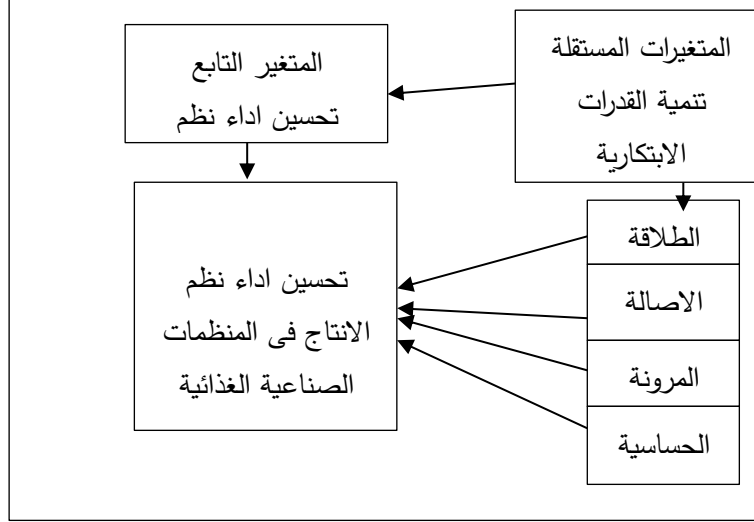 المتغيرات المستقلة
تنمية القدرات
الابتكارية
المتغير التابع
تحسين اداء نظم
الطلاقة
الاصالة
المرونة
الحساسية
تحسين اداء نظم
الانتاج فى المنظمات
الصناعية الغذائية